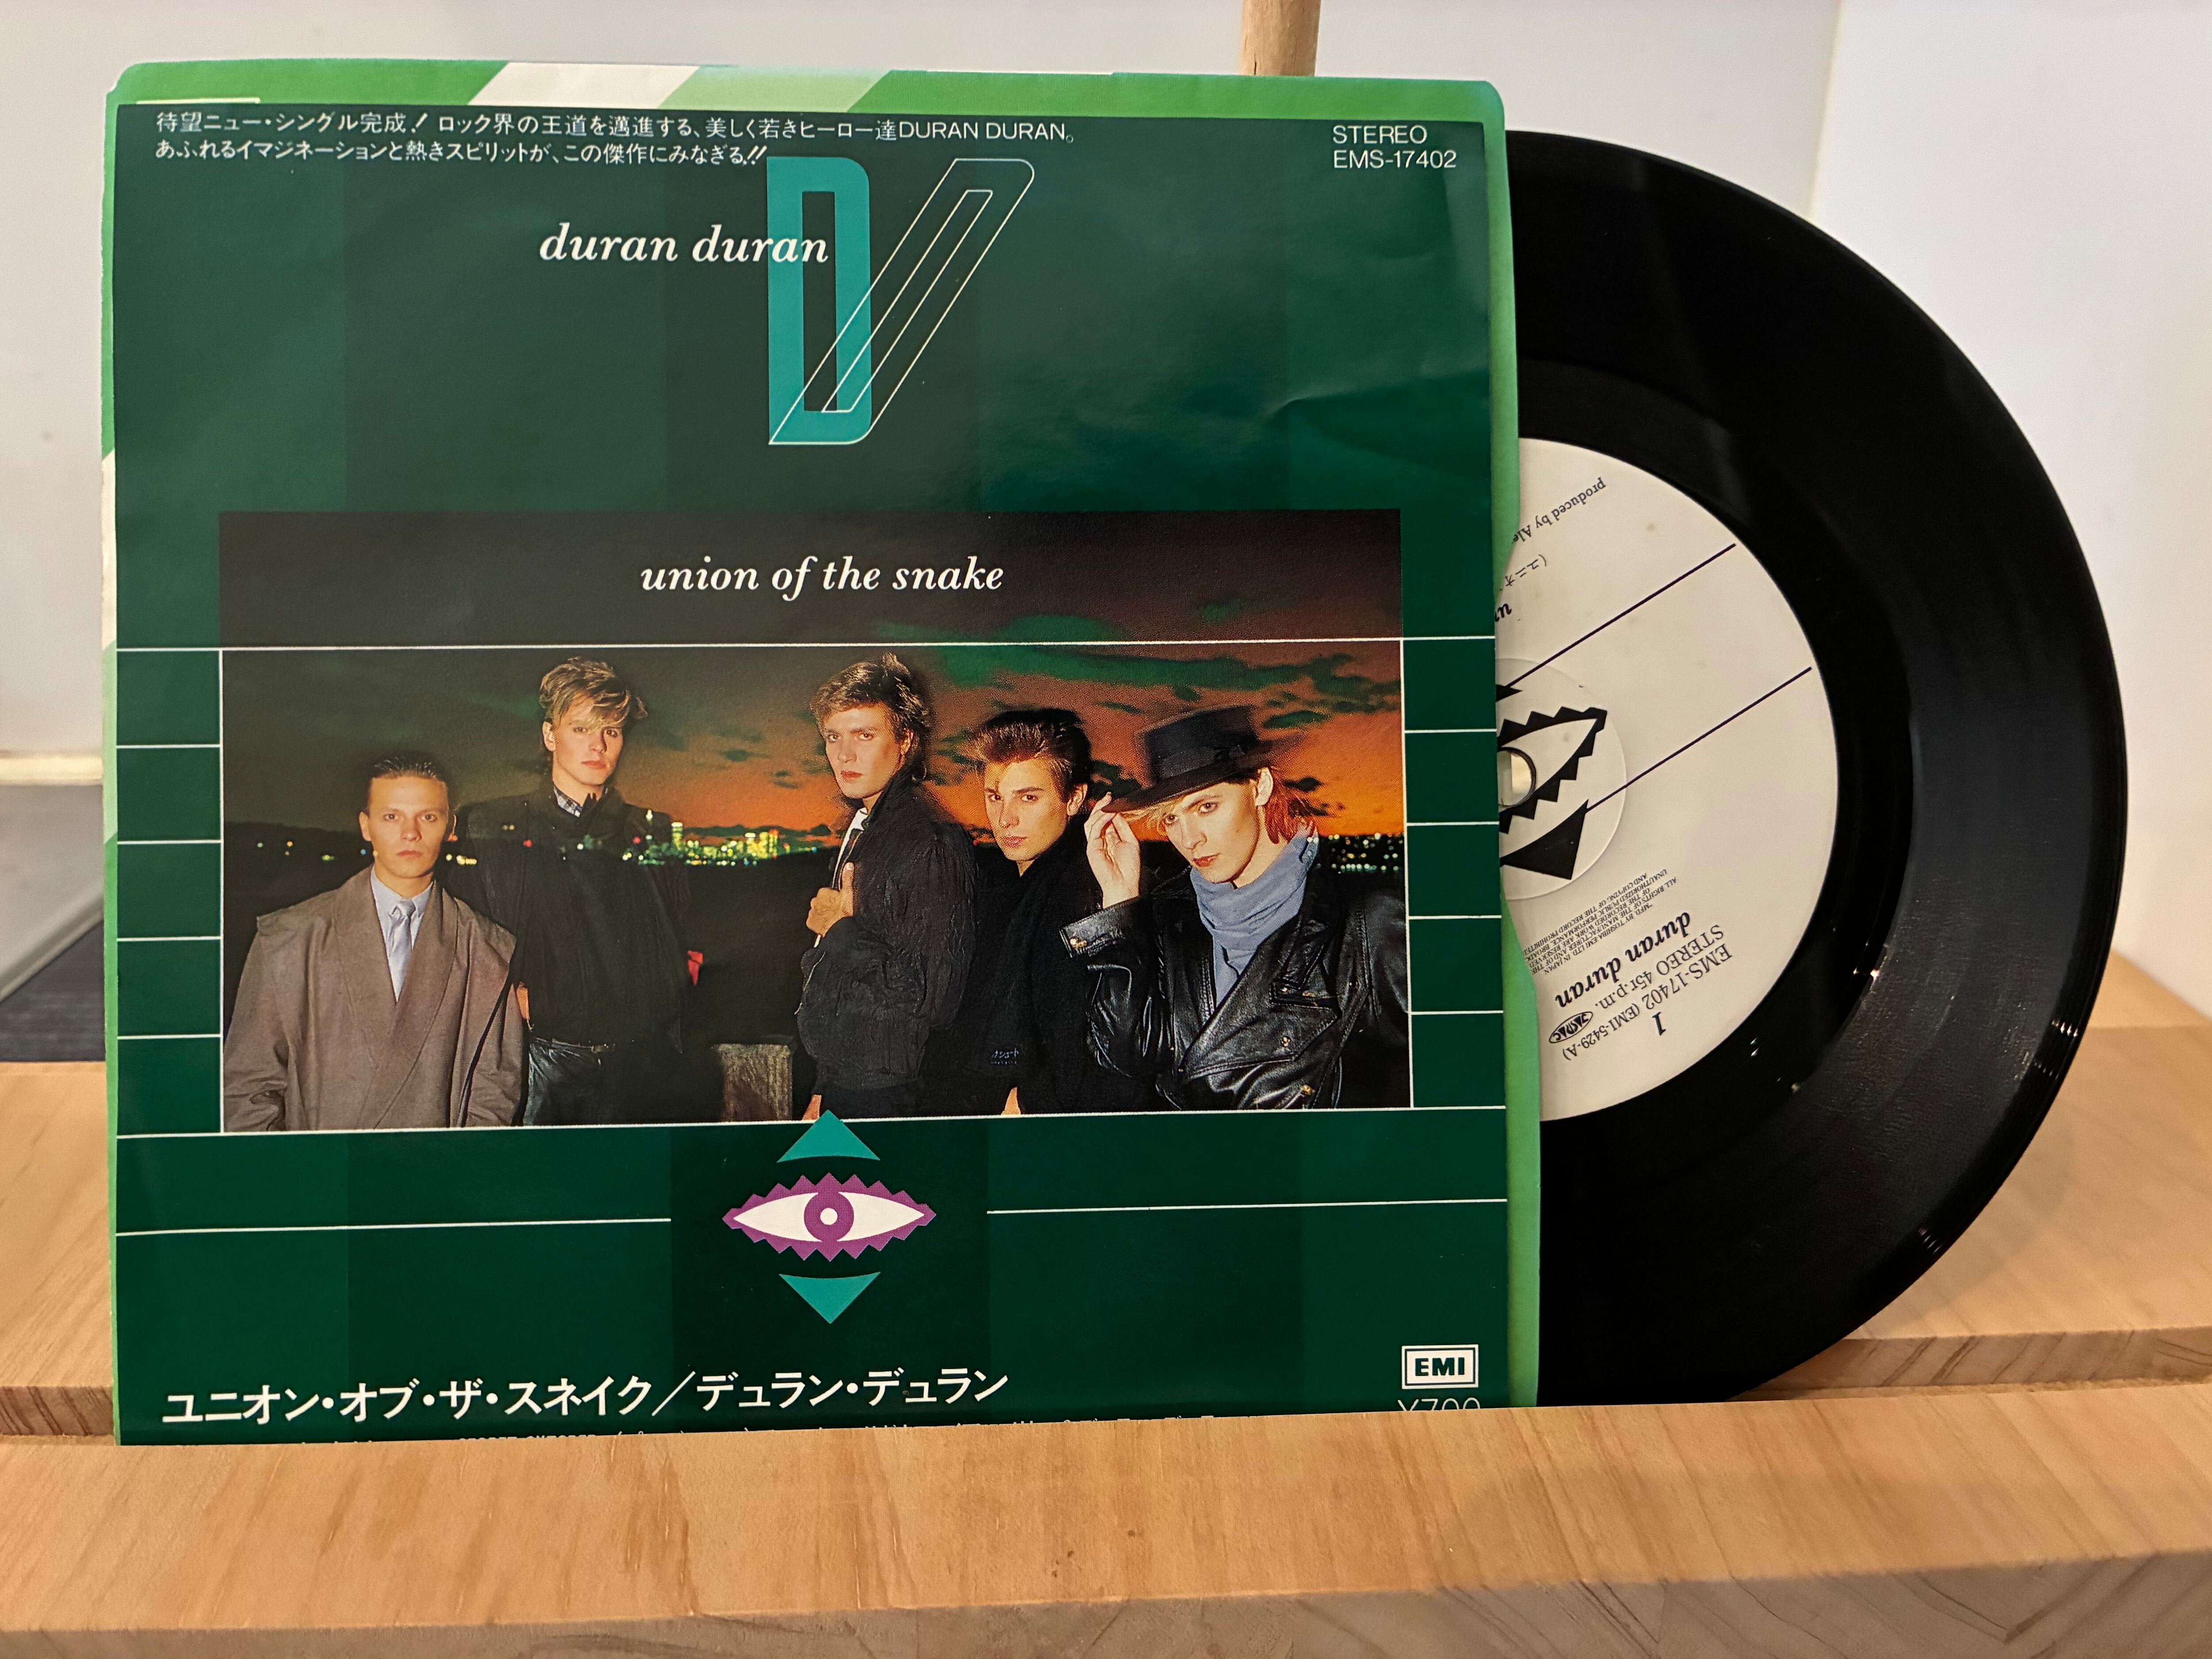 待望ニュー・シングル完成!ロック界の王道を邁進する、美しく若きヒーロー達DURAN DURAN。
あふれるイマジネーションと熱きスピリットが、この傑作にみなぎる!!
STEREO
EMS-17402
duran duran
union of the snake
ユニオン・オブ・ザ・スネイク／デュラン・デュラン
EMI
¥700
produced by
(ユニオ
duran duran
STEREO 45r.p.m.
EMS-17402 (EMI-5429-A)
JASRAC
1